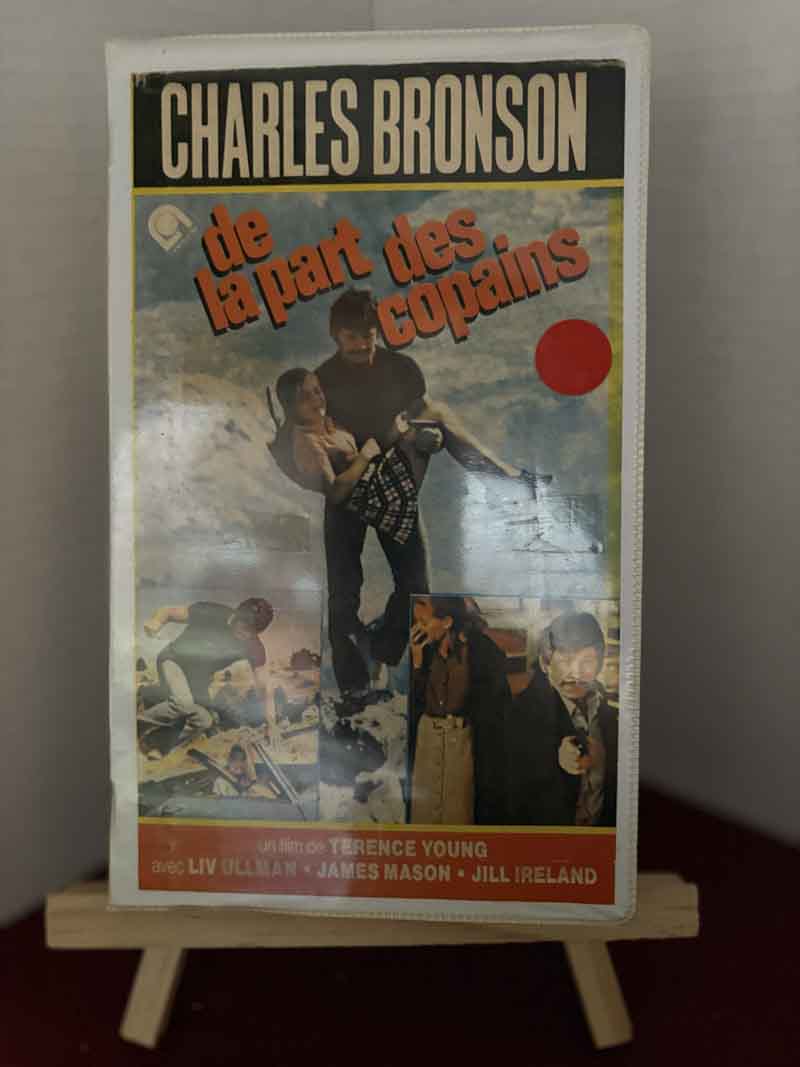 CHARLES BRONSON
de
la part des
copains
un film de TERENCE YOUNG
avec LIV ULLMAN • JAMES MASON • JILL IRELAND